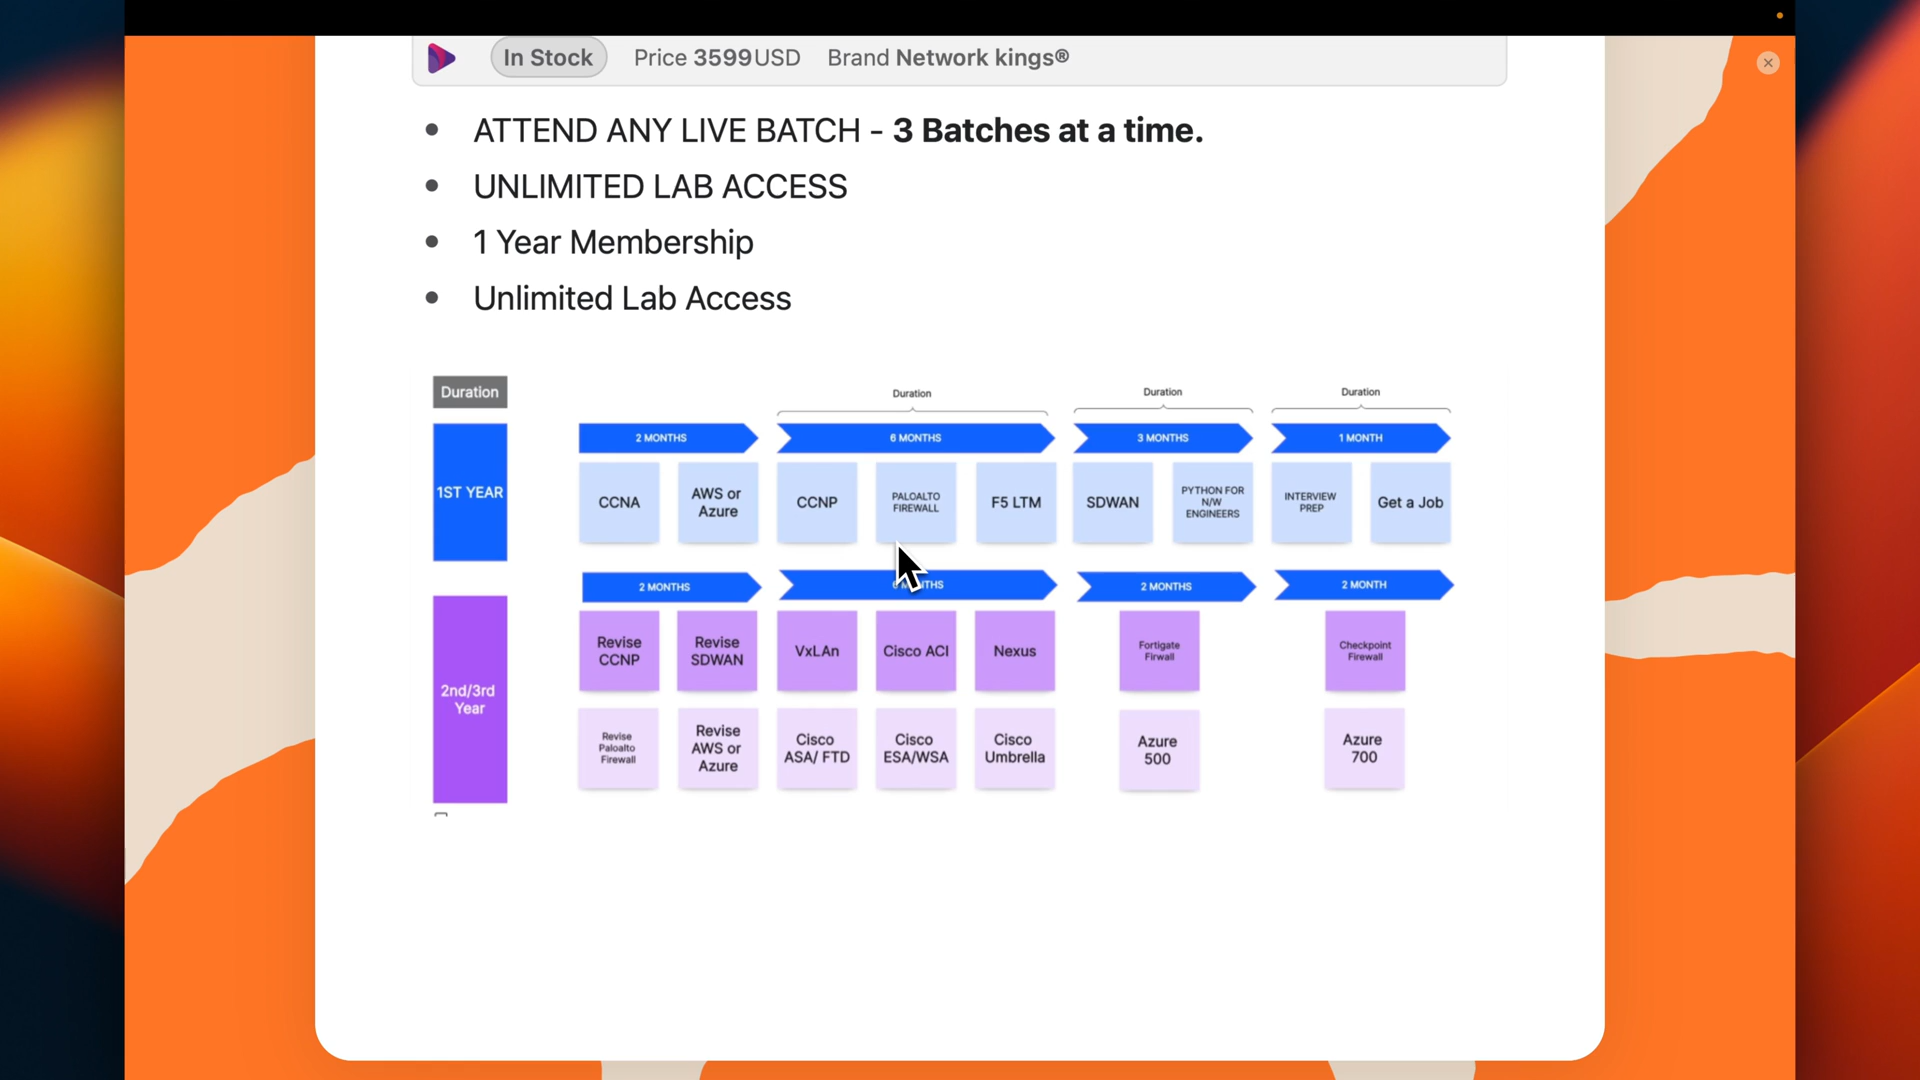 In Stock Price 3599USD Brand Network kings®
• ATTEND ANY LIVE BATCH - 3 Batches at a time.
• UNLIMITED LAB ACCESS
• 1 Year Membership
• Unlimited Lab Access
Duration
Duration
Duration
Duration
1ST YEAR
2 MONTHS
6 MONTHS
3 MONTHS
1 MONTH
CCNA
AWS or
Azure
CCNP
PALOALTO
FIREWALL
F5 LTM
SDWAN
PYTHON FOR
N/W
ENGINEERS
INTERVIEW
PREP
Get a Job
2 MONTHS
2 MONTHS
2 MONTH
2nd/3rd
Year
Revise
CCNP
Revise
SDWAN
VxLAn
Cisco ACI
Nexus
Fortigate
Firwall
Checkpoint
Firewall
Revise
Paloalto
Firewall
Revise
AWS or
Azure
Cisco
ASA/ FTD
Cisco
ESA/WSA
Cisco
Umbrella
Azure
500
Azure
700